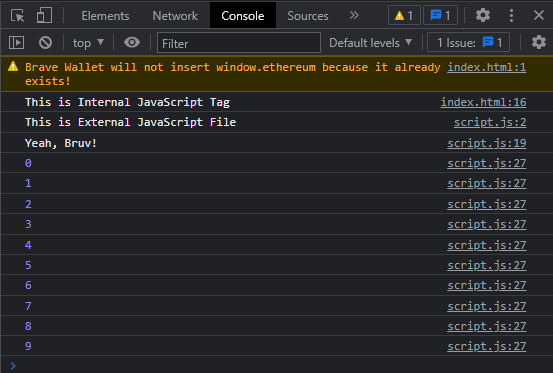 Elements Network Console Sources 1 1
top Filter Default levels 1 Issue: 1
Brave Wallet will not insert window.ethereum because it already index.html:1
exists!
This is Internal JavaScript Tag index.html:16
This is External JavaScript File script.js:2
Yeah, Bruv! script.js:19
0 script.js:27
1 script.js:27
2 script.js:27
3 script.js:27
4 script.js:27
5 script.js:27
6 script.js:27
7 script.js:27
8 script.js:27
9 script.js:27